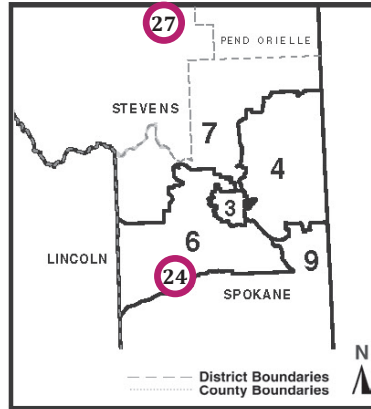 27
PEND ORIELLE
STEVENS
7
4
3
6
LINCOLN
9
24
SPOKANE
N
District Boundaries
County Boundaries